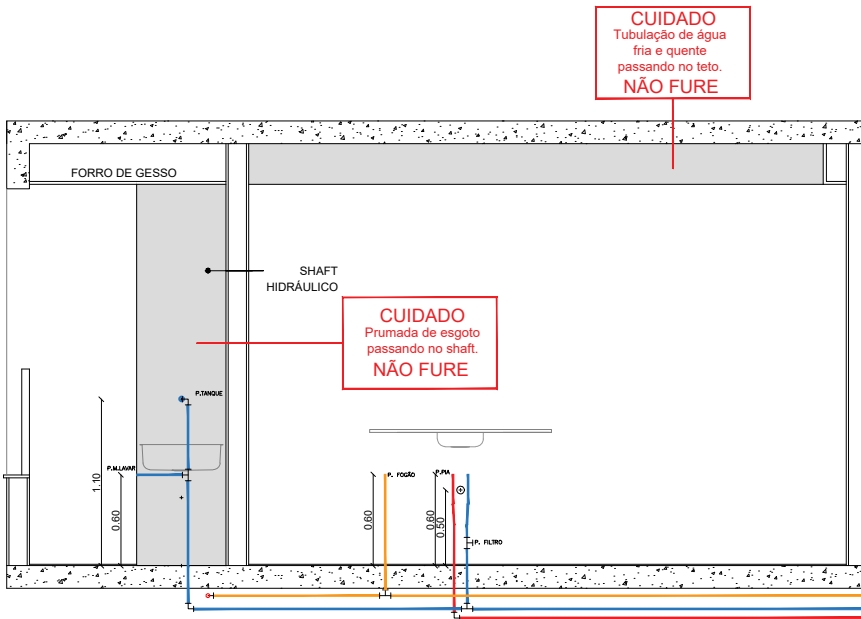 CUIDADO
Tubulação de água
fria e quente
passando no teto.
NÃO FURE
FORRO DE GESSO
SHAFT
HIDRÁULICO
CUIDADO
Prumada de esgoto
passando no shaft.
NÃO FURE
P.TANQUE
P.M.LAVAR
P. FOGÃO
P.PIA
1.10
0.60
0.60
0.60
0.50
P. FILTRO